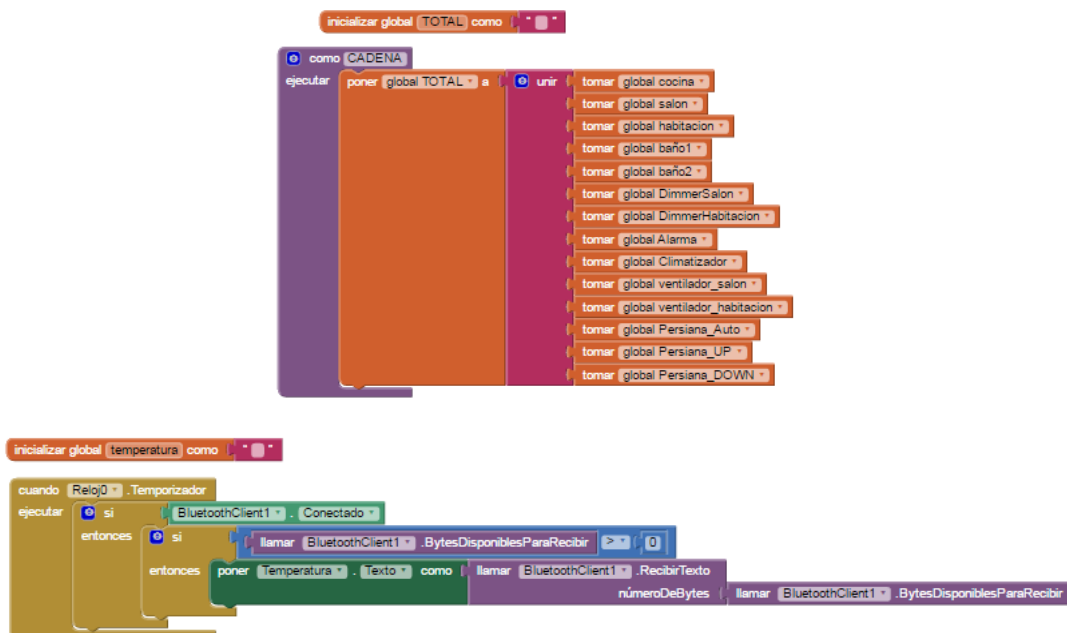 inicializar global TOTAL como " "
como CADENA
ejecutar poner global TOTAL a unir tomar global cocina
tomar global salon
tomar global habitacion
tomar global baño1
tomar global baño2
tomar global DimmerSalon
tomar global DimmerHabitacion
tomar global Alarma
tomar global Climatizador
tomar global ventilador_salon
tomar global ventilador_habitacion
tomar global Persiana_Auto
tomar global Persiana_UP
tomar global Persiana_DOWN
inicializar global temperatura como " "
cuando Reloj0 .Temporizador
ejecutar si BluetoothClient1 . Conectado
entonces si llamar BluetoothClient1 .BytesDisponiblesParaRecibir > 0
entonces poner Temperatura . Texto como llamar BluetoothClient1 .RecibirTexto
númeroDeBytes llamar BluetoothClient1 .BytesDisponiblesParaRecibir